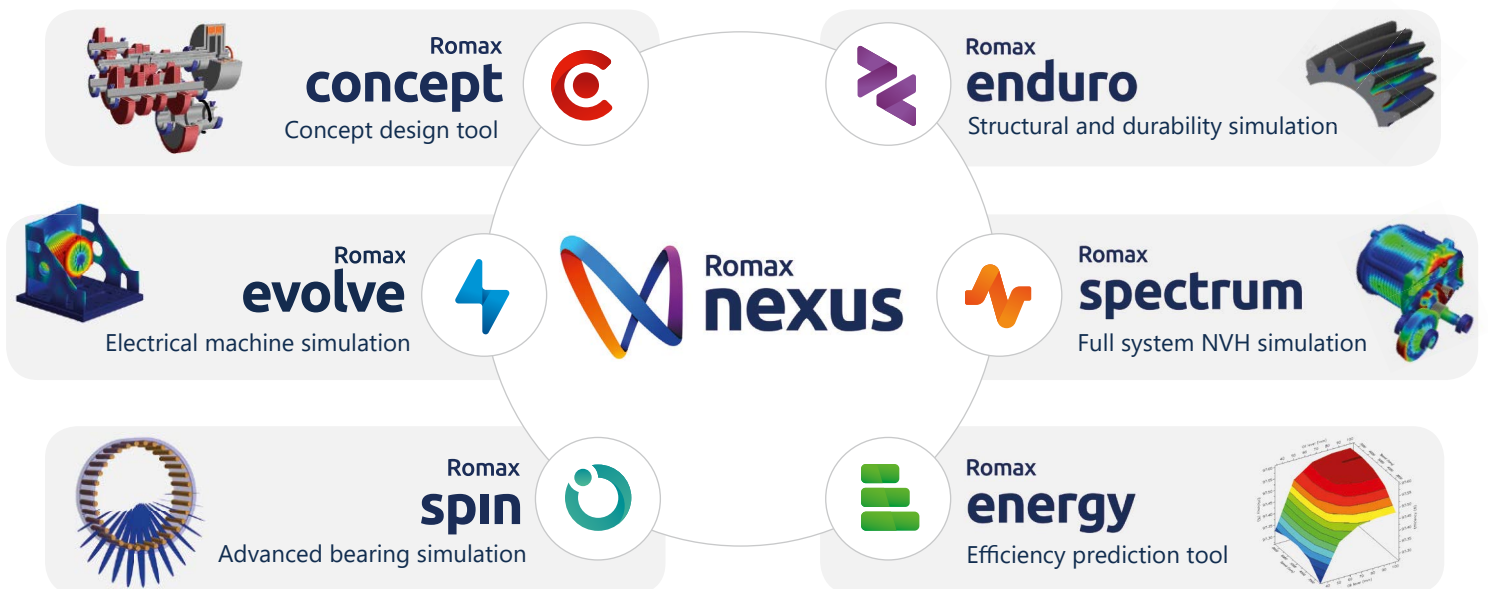 Romax
concept
Concept design tool
Romax
enduro
Structural and durability simulation
Romax
evolve
Electrical machine simulation
Romax
nexus
Romax
spectrum
Full system NVH simulation
Romax
spin
Advanced bearing simulation
Romax
energy
Efficiency prediction tool